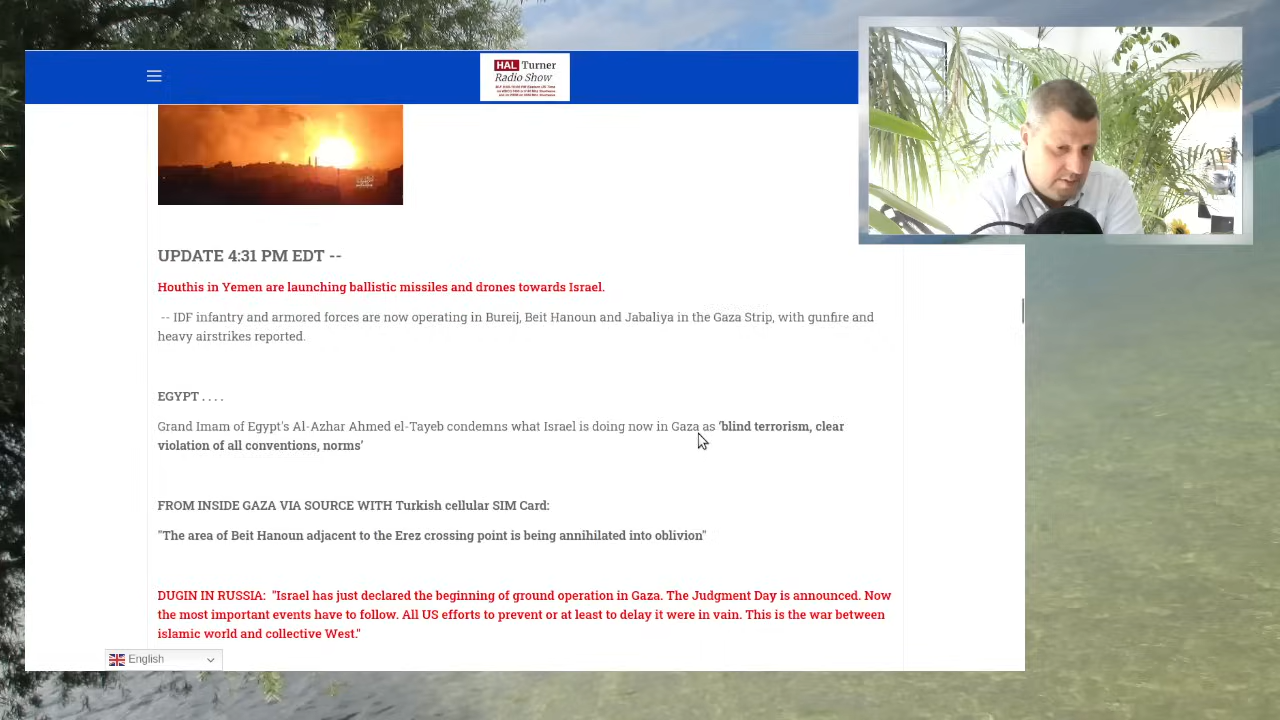 HAL Turner
Radio Show
UPDATE 4:31 PM EDT --
Houthis in Yemen are launching ballistic missiles and drones towards Israel.
-- IDF infantry and armored forces are now operating in Bureij, Beit Hanoun and Jabaliya in the Gaza Strip, with gunfire and
heavy airstrikes reported.
EGYPT . . . .
Grand Imam of Egypt's Al-Azhar Ahmed el-Tayeb condemns what Israel is doing now in Gaza as ‘blind terrorism, clear
violation of all conventions, norms’
FROM INSIDE GAZA VIA SOURCE WITH Turkish cellular SIM Card:
"The area of Beit Hanoun adjacent to the Erez crossing point is being annihilated into oblivion"
DUGIN IN RUSSIA: "Israel has just declared the beginning of ground operation in Gaza. The Judgment Day is announced. Now
the most important events have to follow. All US efforts to prevent or at least to delay it were in vain. This is the war between
islamic world and collective West."
English